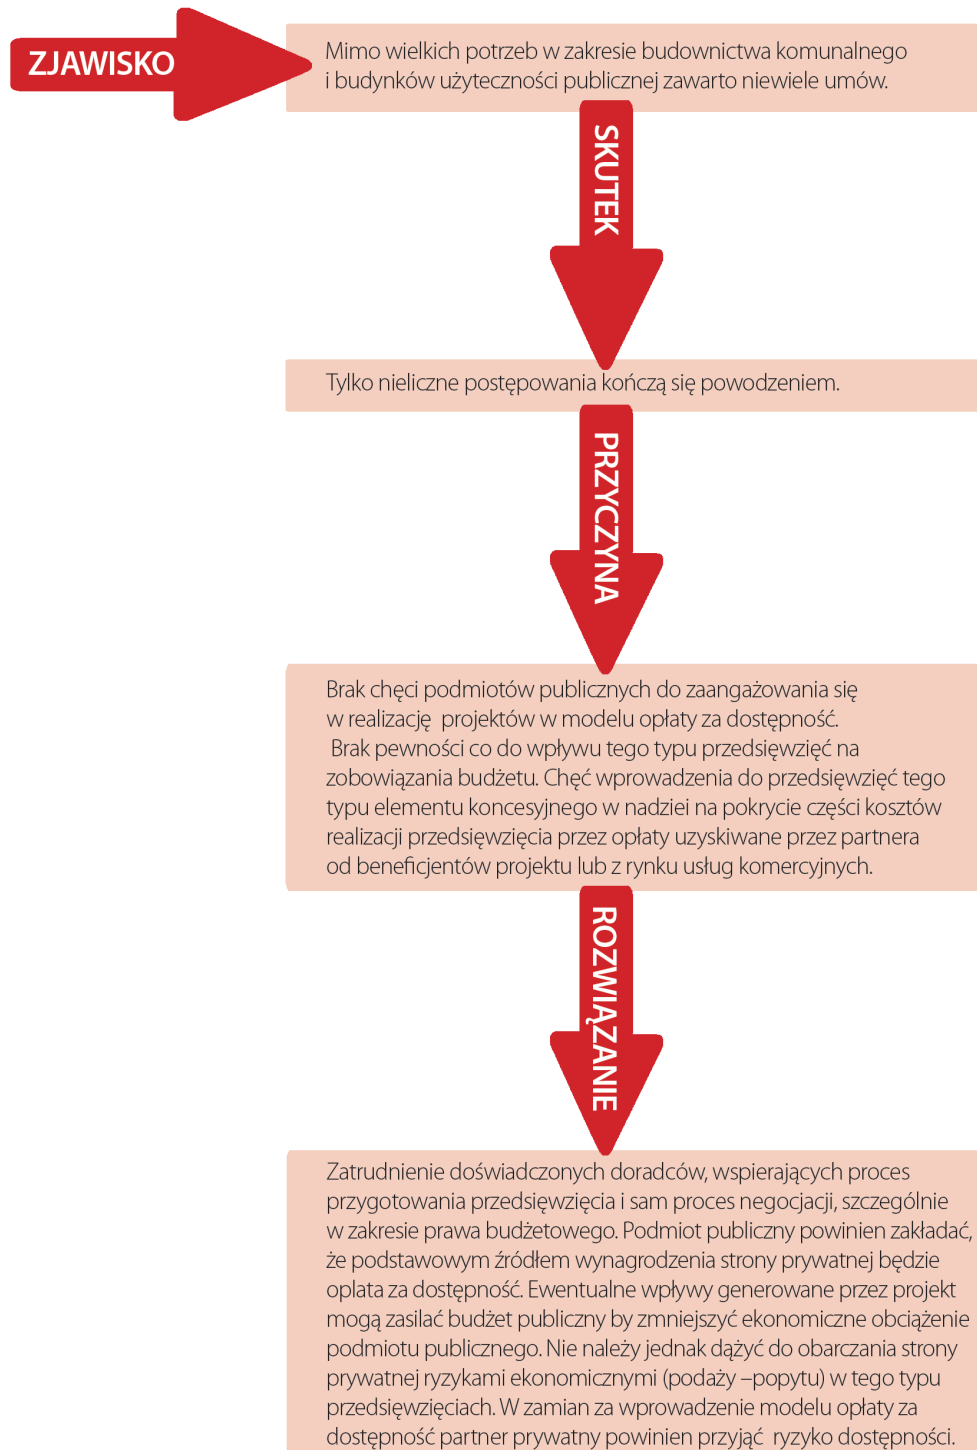 ZJAWISKO
Mimo wielkich potrzeb w zakresie budownictwa komunalnego
i budynków użyteczności publicznej zawarto niewiele umów.
SKUTEK
Tylko nieliczne postępowania kończą się powodzeniem.
PRZYCZYNA
Brak chęci podmiotów publicznych do zaangażowania się
w realizację projektów w modelu opłaty za dostępność.
Brak pewności co do wpływu tego typu przedsięwzięć na
zobowiązania budżetu. Chęć wprowadzenia do przedsięwzięć tego
typu elementu koncesyjnego w nadziei na pokrycie części kosztów
realizacji przedsięwzięcia przez opłaty uzyskiwane przez partnera
od beneficjentów projektu lub z rynku usług komercyjnych.
ROZWIĄZANIE
Zatrudnienie doświadczonych doradców, wspierających proces
przygotowania przedsięwzięcia i sam proces negocjacji, szczególnie
w zakresie prawa budżetowego. Podmiot publiczny powinien zakładać,
że podstawowym źródłem wynagrodzenia strony prywatnej będzie
oplata za dostępność. Ewentualne wpływy generowane przez projekt
mogą zasilać budżet publiczny by zmniejszyć ekonomiczne obciążenie
podmiotu publicznego. Nie należy jednak dążyć do obarczania strony
prywatnej ryzykami ekonomicznymi (podaży –popytu) w tego typu
przedsięwzięciach. W zamian za wprowadzenie modelu opłaty za
dostępność partner prywatny powinien przyjąć ryzyko dostępności.